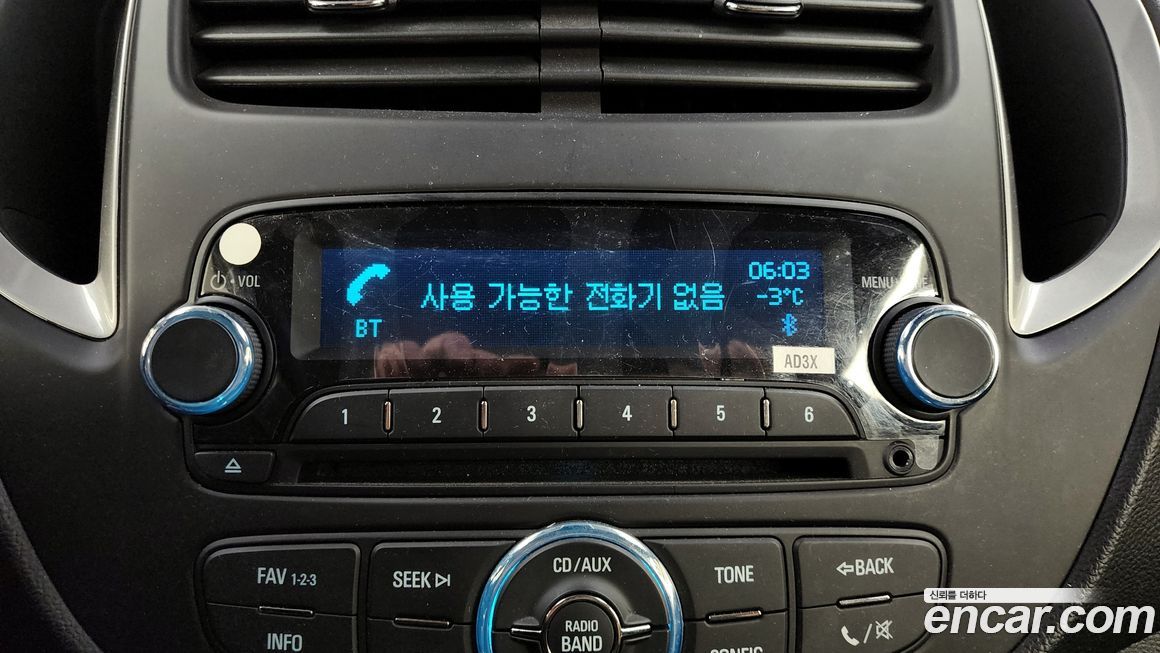 VOL
06:03
사용 가능한 전화기 없음
-3°C
MENU
BT
AD3X
1 2 3 4 5 6
FAV 1-2-3
SEEK
CD/AUX
TONE
BACK
INFO
RADIO
BAND
CONFIG
신뢰를 더하다
encar.com